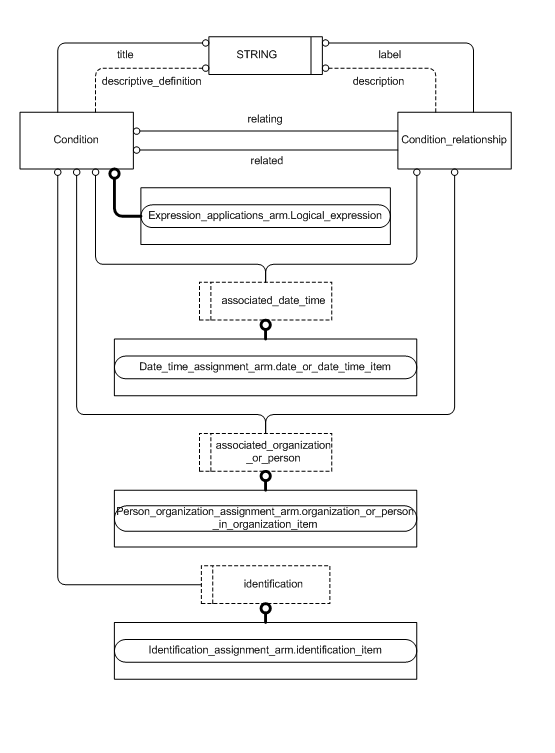 title
STRING
label
descriptive_definition
description
Condition
relating
related
Condition_relationship
Expression_applications_arm.Logical_expression
associated_date_time
Date_time_assignment_arm.date_or_date_time_item
associated_organization
_or_person
Person_organization_assignment_arm.organization_or_person
_in_organization_item
identification
Identification_assignment_arm.identification_item